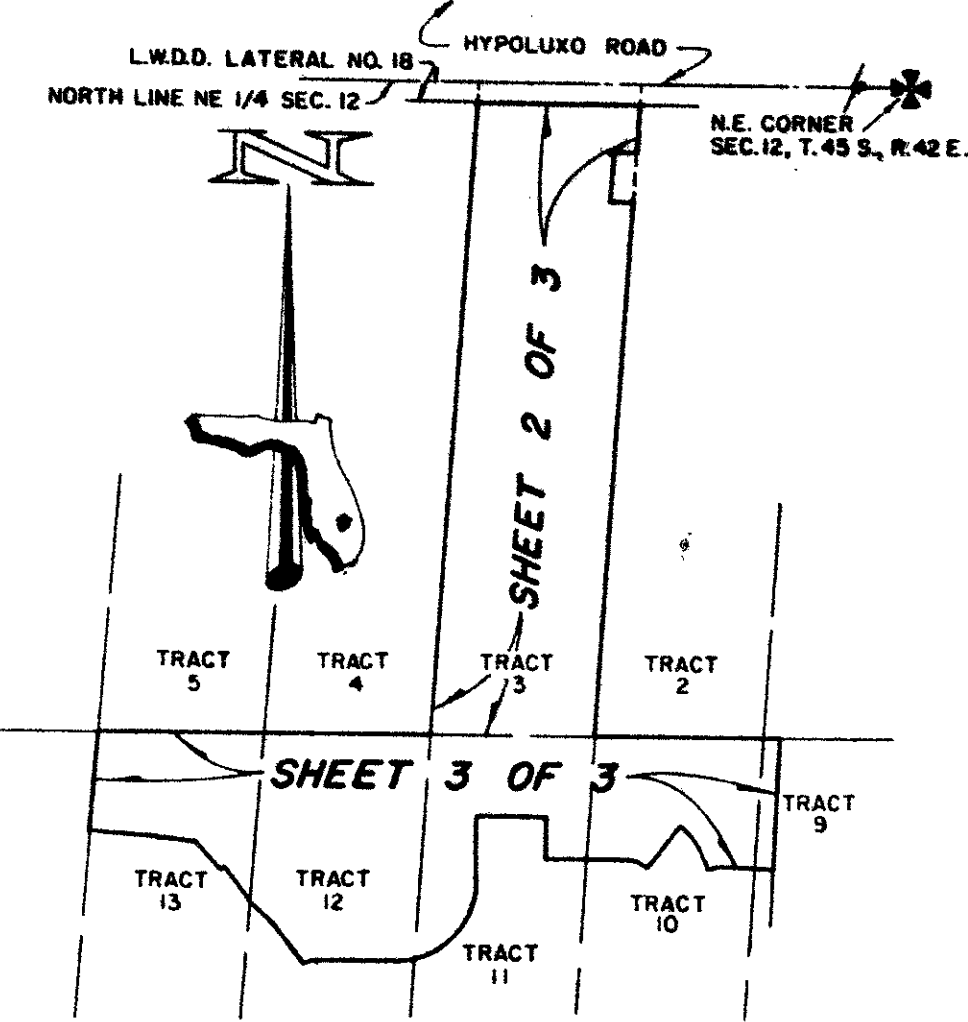 HYPOLUXO ROAD
L.W.D.D. LATERAL NO. 18
NORTH LINE NE 1/4 SEC. 12
N.E. CORNER
SEC. 12, T. 45 S., R. 42 E.
N
SHEET 2 OF 3
TRACT
5
TRACT
4
TRACT
3
TRACT
2
SHEET 3 OF 3
TRACT
9
TRACT
13
TRACT
12
TRACT
10
TRACT
11